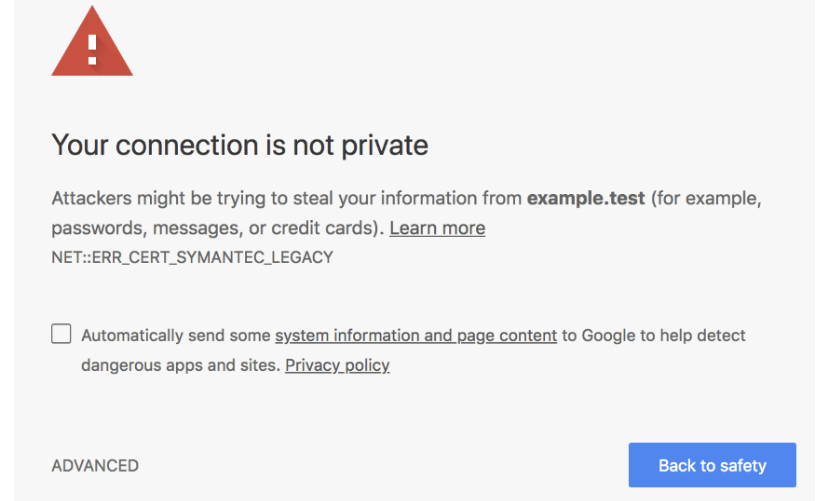 Your connection is not private
Attackers might be trying to steal your information from example.test (for example,
passwords, messages, or credit cards). Learn more
NET::ERR_CERT_SYMANTEC_LEGACY
Automatically send some system information and page content to Google to help detect
dangerous apps and sites. Privacy policy
ADVANCED
Back to safety